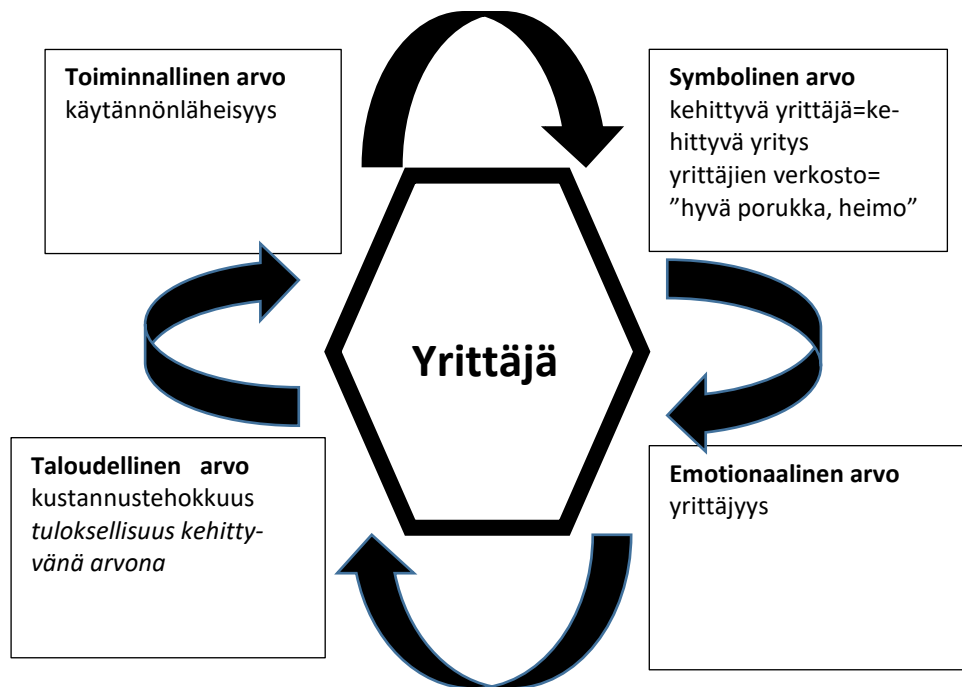 Toiminnallinen arvo
käytännönläheisyys
Symbolinen arvo
kehittyvä yrittäjä=ke-
hittyvä yritys
yrittäjien verkosto=
”hyvä porukka, heimo”
Yrittäjä
Taloudellinen arvo
kustannustehokkuus
tuloksellisuus kehitty-
vänä arvona
Emotionaalinen arvo
yrittäjyys